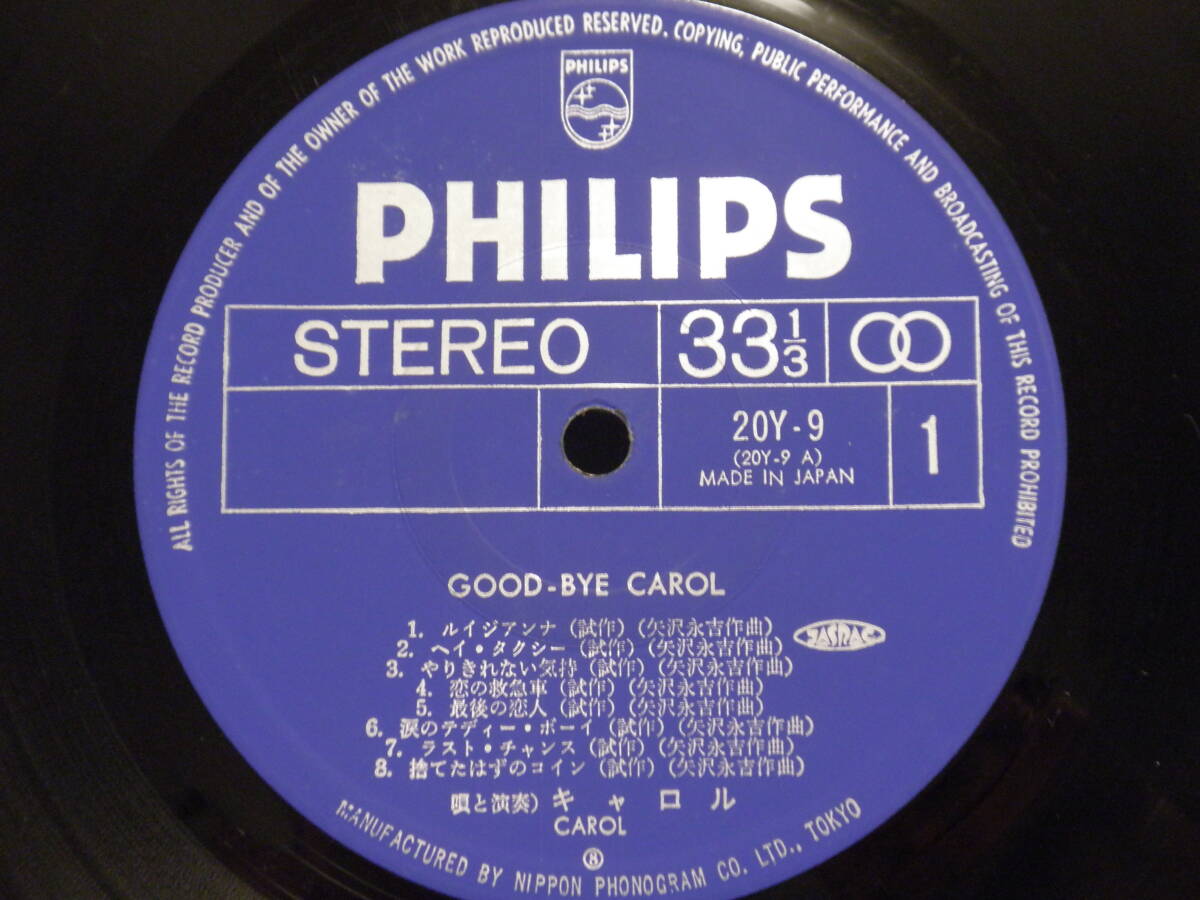 ALL RIGHTS OF THE RECORD PRODUCER AND OF THE OWNER OF THE WORK REPRODUCED RESERVED. COPYING, PUBLIC PERFORMANCE AND BROADCASTING OF THIS RECORD PROHIBITED
PHILIPS
PHILIPS
STEREO
33 1/3
20Y-9
(20Y-9 A)
MADE IN JAPAN
1
GOOD-BYE CAROL
1. ルイジアンナ (試作) (矢沢永吉作曲)
2. ヘイ・タクシー (試作) (矢沢永吉作曲)
3. やりきれない気持 (試作) (矢沢永吉作曲)
4. 恋の救急車 (試作) (矢沢永吉作曲)
5. 最後の恋人 (試作) (矢沢永吉作曲)
6. 涙のテディー・ボーイ (試作) (矢沢永吉作曲)
7. ラスト・チャンス (試作) (矢沢永吉作曲)
8. 捨てたはずのコイン (試作) (矢沢永吉作曲)
JASRAC
唄と演奏) キャロル
CAROL
⑧
MANUFACTURED BY NIPPON PHONOGRAM CO. LTD., TOKYO